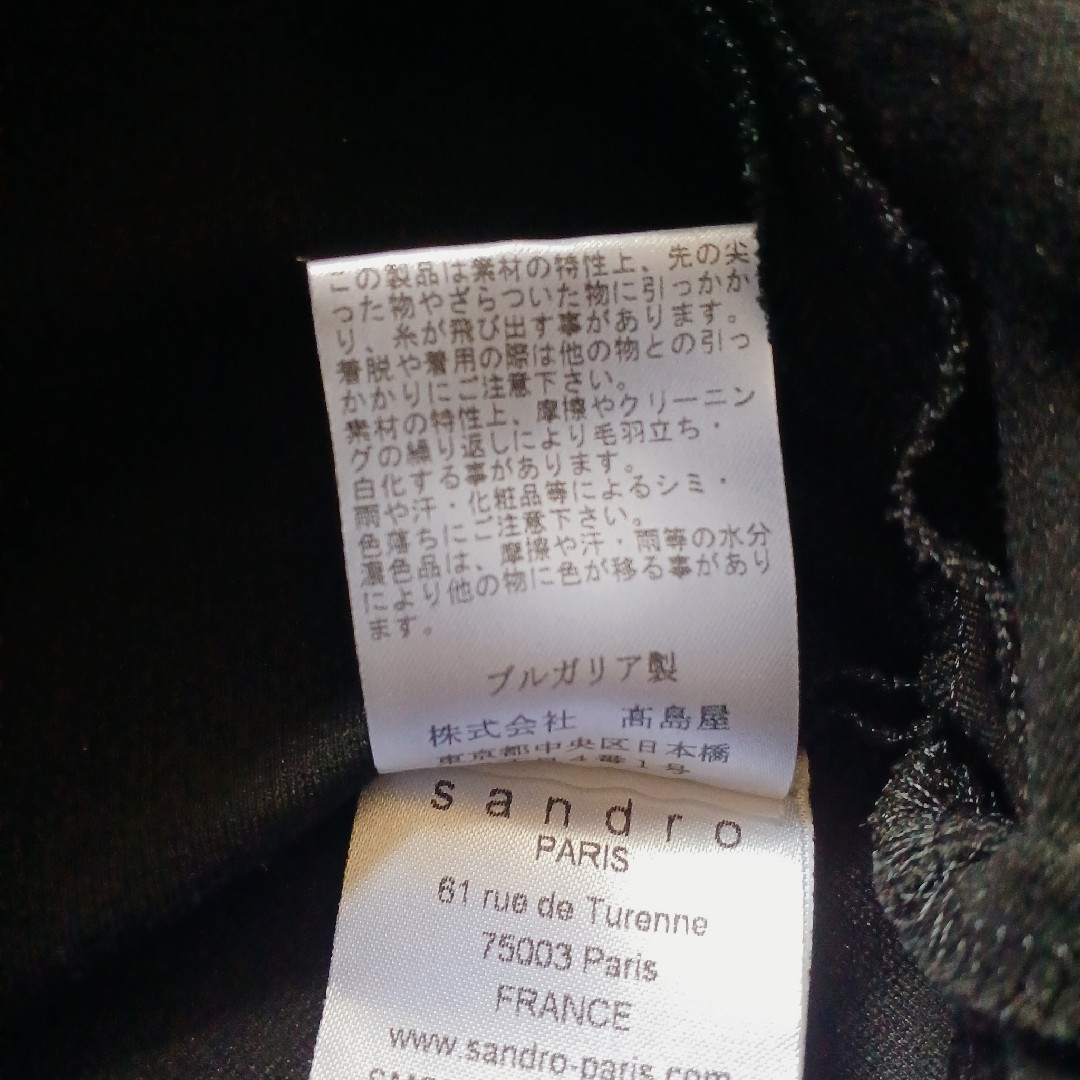 この製品は素材の特性上、先の尖
った物やざらついた物に引っかか
り、糸が飛び出す事があります。
着脱や着用の際は他の物との引っ
かかりにご注意下さい。
素材の特性上、摩擦やクリーニン
グの繰り返しにより毛羽立ち・
白化する事があります。
雨や汗・化粧品等によるシミ・
色落ちにご注意下さい。
濃色品は、摩擦や汗・雨等の水分
により他の物に色が移る事があり
ます。
ブルガリア製
株式会社 髙島屋
東京都中央区日本橋
4番1号
sandro
PARIS
61 rue de Turenne
75003 Paris
FRANCE
www.sandro-paris.com